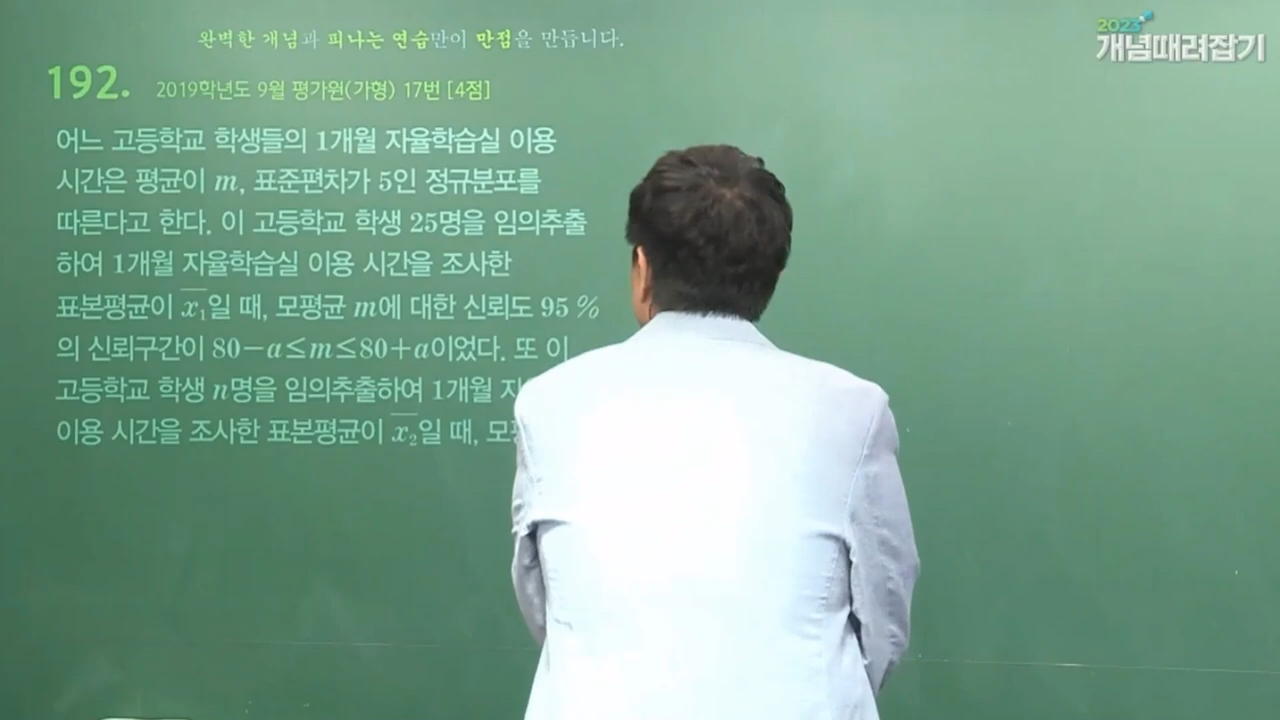 완벽한 개념과 피나는 연습만이 만점을 만듭니다.
2023
개념때려잡기
192. 2019학년도 9월 평가원(가형) 17번 [4점]
어느 고등학교 학생들의 1개월 자율학습실 이용
시간은 평균이 m, 표준편차가 5인 정규분포를
따른다고 한다. 이 고등학교 학생 25명을 임의추출
하여 1개월 자율학습실 이용 시간을 조사한
표본평균이 x̅₁일 때, 모평균 m에 대한 신뢰도 95 %
의 신뢰구간이 80−a≤m≤80+a이었다. 또 이
고등학교 학생 n명을 임의추출하여 1개월
이용 시간을 조사한 표본평균이 x̅₂일 때,